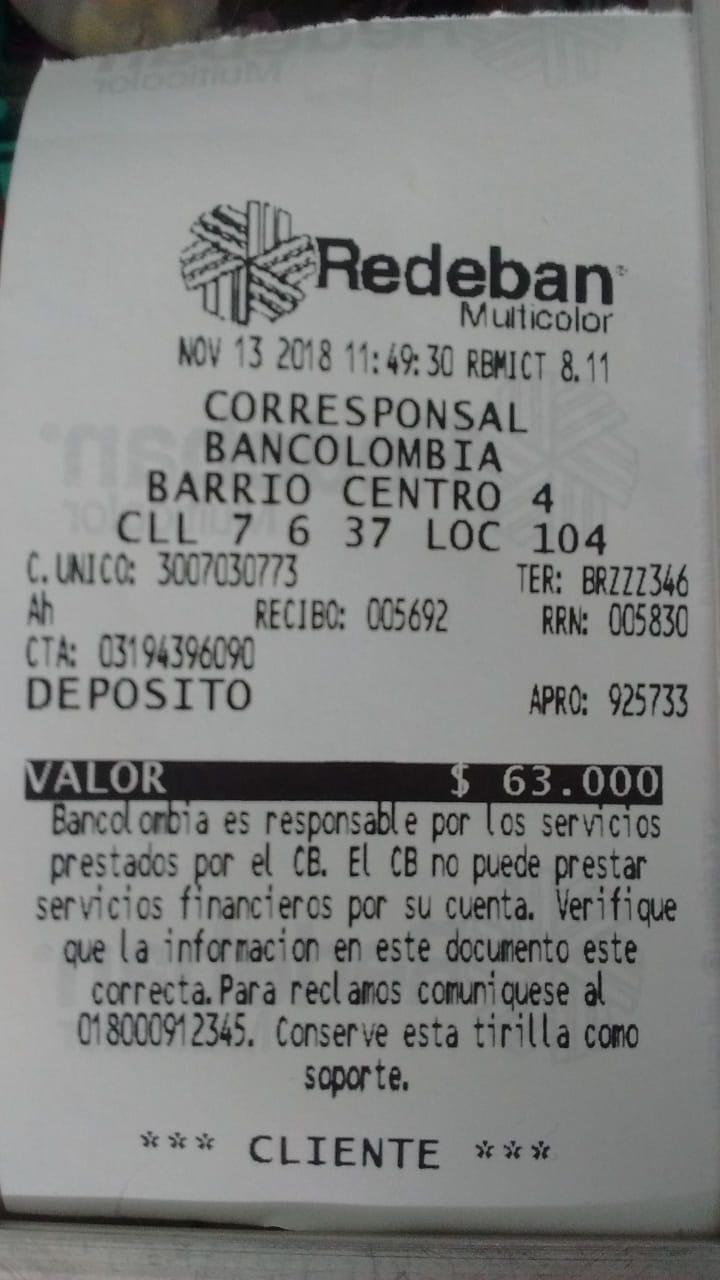 Redeban
Multicolor
NOV 13 2018 11:49:30 RBMICT 8.11
CORRESPONSAL
BANCOLOMBIA
BARRIO CENTRO 4
CLL 7 6 37 LOC 104
C. UNICO: 3007030773 TER: BRZZZ346
Ah RECIBO: 005692 RRN: 005830
CTA: 03194396090
DEPOSITO APRO: 925733
VALOR $ 63.000
Bancolombia es responsable por los servicios
prestados por el CB. El CB no puede prestar
servicios financieros por su cuenta. Verifique
que la informacion en este documento este
correcta. Para reclamos comuniquese al
018000912345. Conserve esta tirilla como
soporte.
*** CLIENTE ***